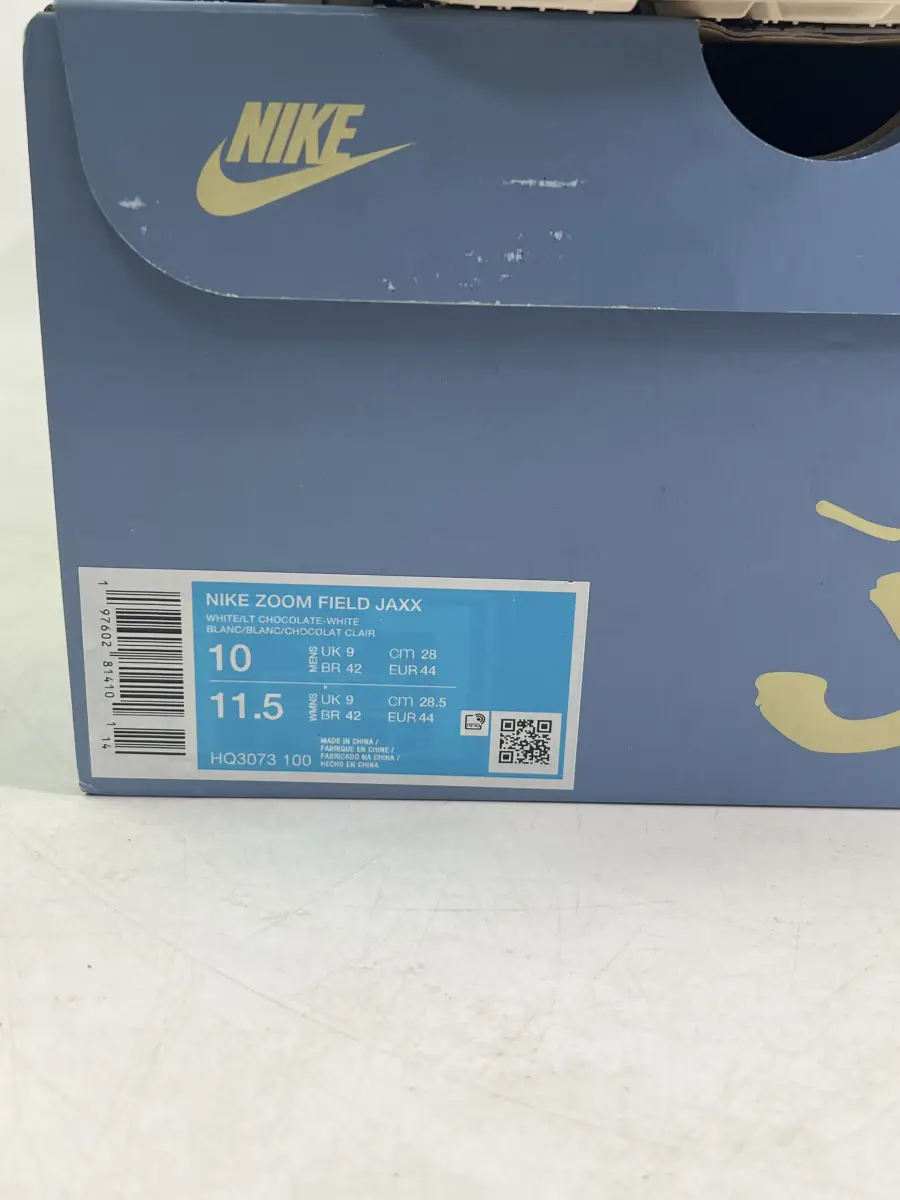 NIKE
NIKE ZOOM FIELD JAXX
WHITE/LT CHOCOLATE-WHITE
BLANC/BLANC/CHOCOLAT CLAIR
10 MENS UK 9 cm 28
BR 42 EUR 44
11.5 WMNS UK 9 cm 28.5
BR 42 EUR 44
HQ3073 100
MADE IN CHINA /
FABRIQUE EN CHINE /
FABRICADO NA CHINA /
HECHO EN CHINA
1 97602 81410 1 14